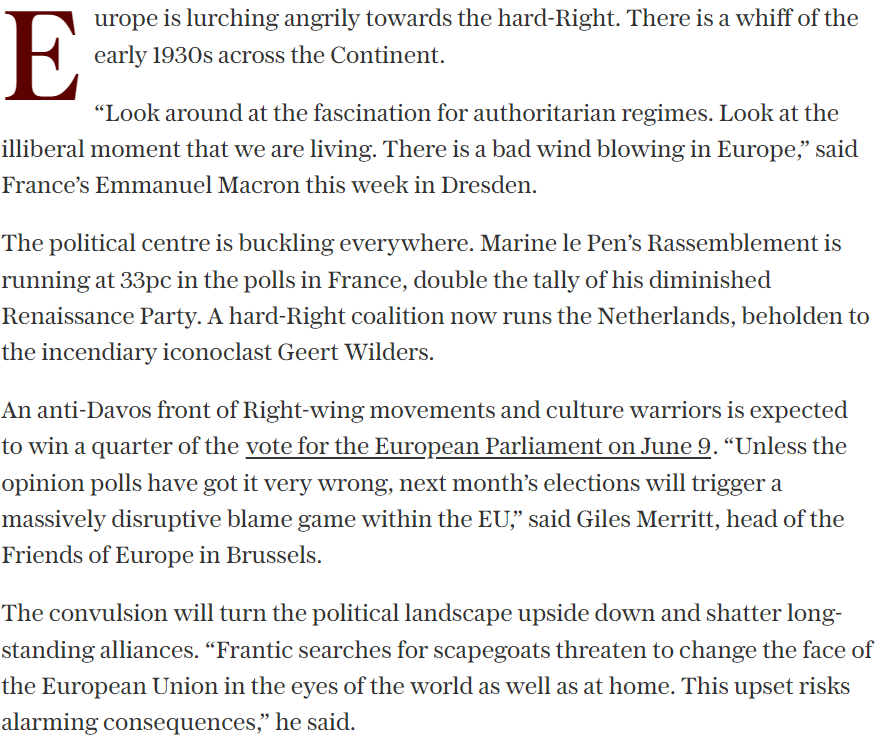 Europe is lurching angrily towards the hard-Right. There is a whiff of the
early 1930s across the Continent.
“Look around at the fascination for authoritarian regimes. Look at the
illiberal moment that we are living. There is a bad wind blowing in Europe,” said
France’s Emmanuel Macron this week in Dresden.
The political centre is buckling everywhere. Marine le Pen’s Rassemblement is
running at 33pc in the polls in France, double the tally of his diminished
Renaissance Party. A hard-Right coalition now runs the Netherlands, beholden to
the incendiary iconoclast Geert Wilders.
An anti-Davos front of Right-wing movements and culture warriors is expected
to win a quarter of the vote for the European Parliament on June 9. “Unless the
opinion polls have got it very wrong, next month’s elections will trigger a
massively disruptive blame game within the EU,” said Giles Merritt, head of the
Friends of Europe in Brussels.
The convulsion will turn the political landscape upside down and shatter long-
standing alliances. “Frantic searches for scapegoats threaten to change the face of
the European Union in the eyes of the world as well as at home. This upset risks
alarming consequences,” he said.